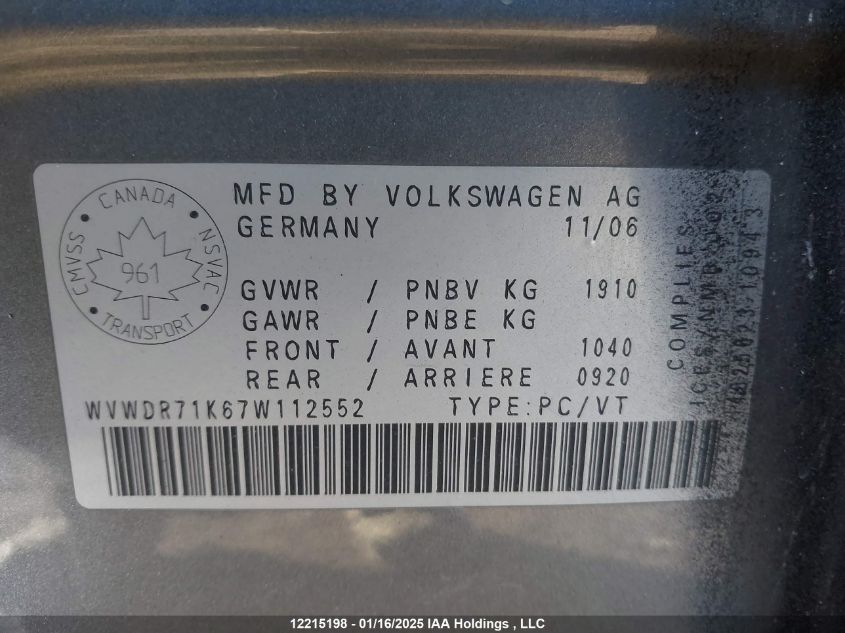 CANADA
CMVSS NSVAC
961
TRANSPORT
MFD BY VOLKSWAGEN AG
GERMANY 11/06
GVWR / PNBV KG 1910
GAWR / PNBE KG
FRONT / AVANT 1040
REAR / ARRIERE 0920
WVWDR71K67W112552 TYPE:PC/VT
COMPLIES
12215198 - 01/16/2025 IAA Holdings , LLC